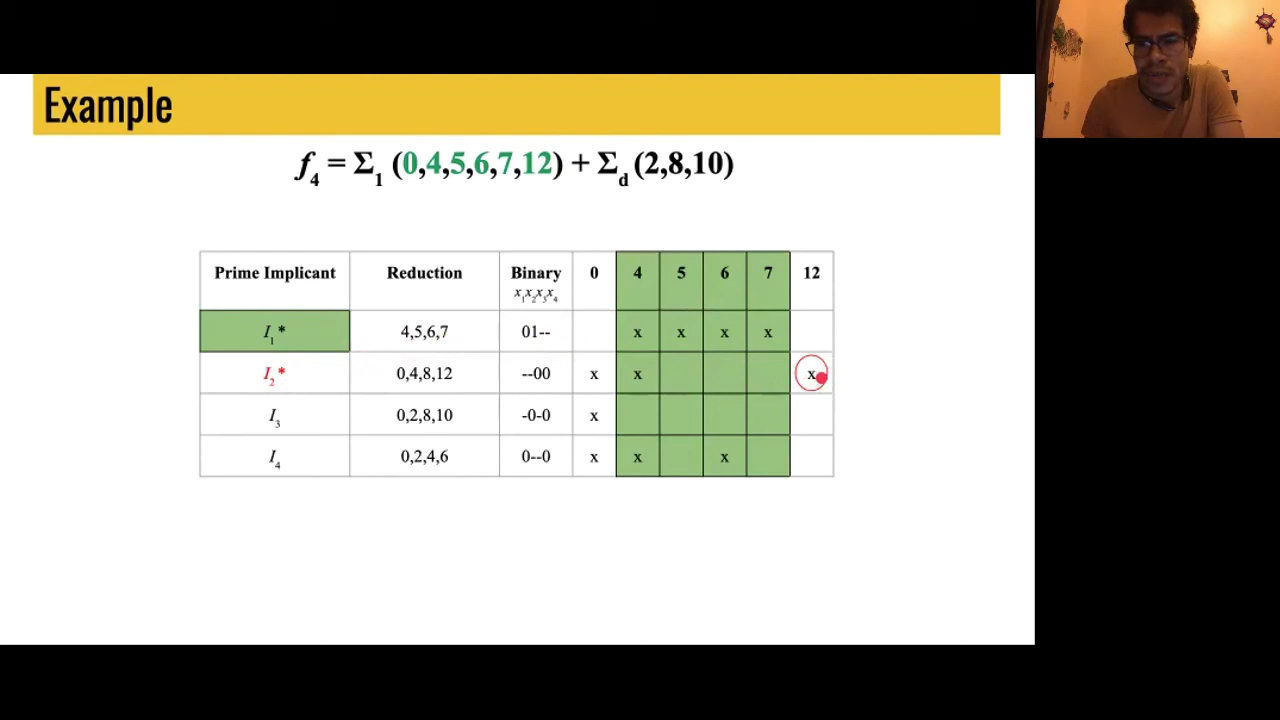 Example
f4 = Σ1 (0,4,5,6,7,12) + Σd (2,8,10)
Prime Implicant Reduction Binary x1x2x3x4 0 4 5 6 7 12
I1* 4,5,6,7 01-- x x x x
I2* 0,4,8,12 --00 x x x
I3 0,2,8,10 -0-0 x
I4 0,2,4,6 0--0 x x x